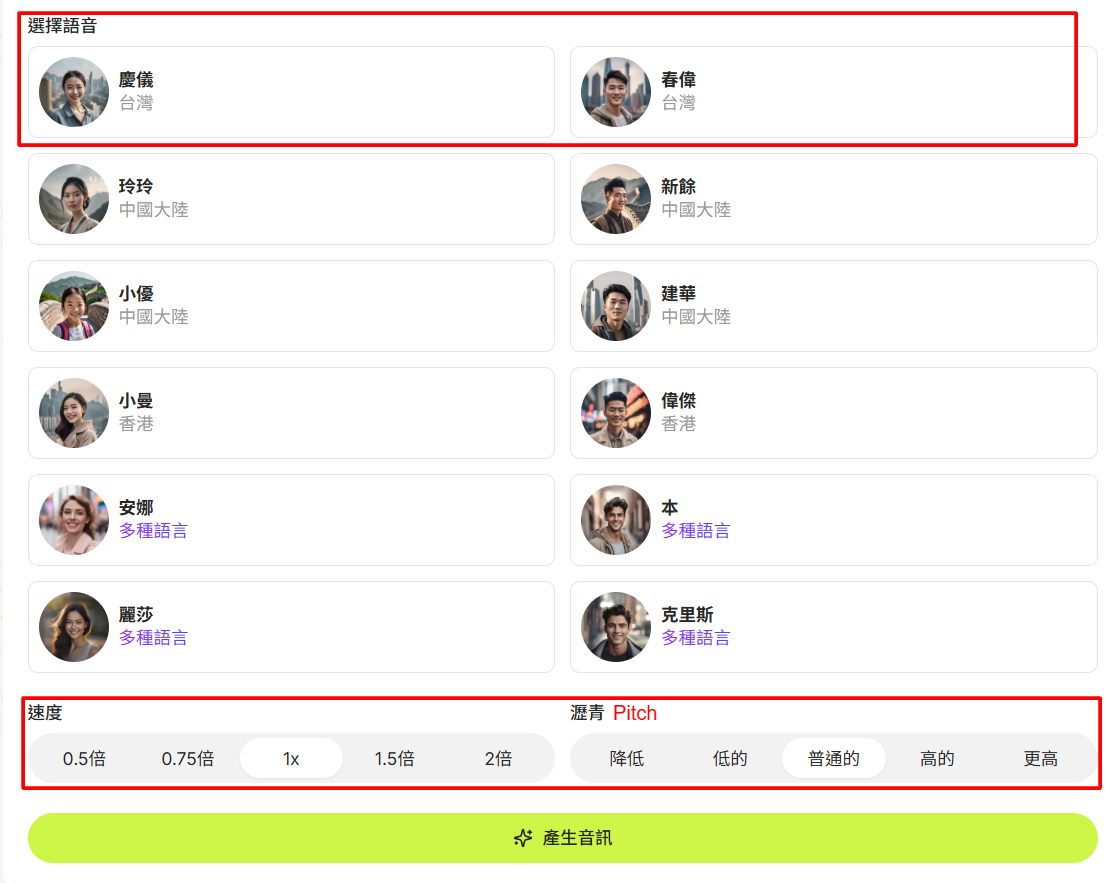 選擇語音
慶儀
台灣
春偉
台灣
玲玲
中國大陸
新餘
中國大陸
小優
中國大陸
建華
中國大陸
小曼
香港
偉傑
香港
安娜
多種語言
本
多種語言
麗莎
多種語言
克里斯
多種語言
速度
0.5倍 0.75倍 1x 1.5倍 2倍
瀝青 Pitch
降低 低的 普通的 高的 更高
產生音訊